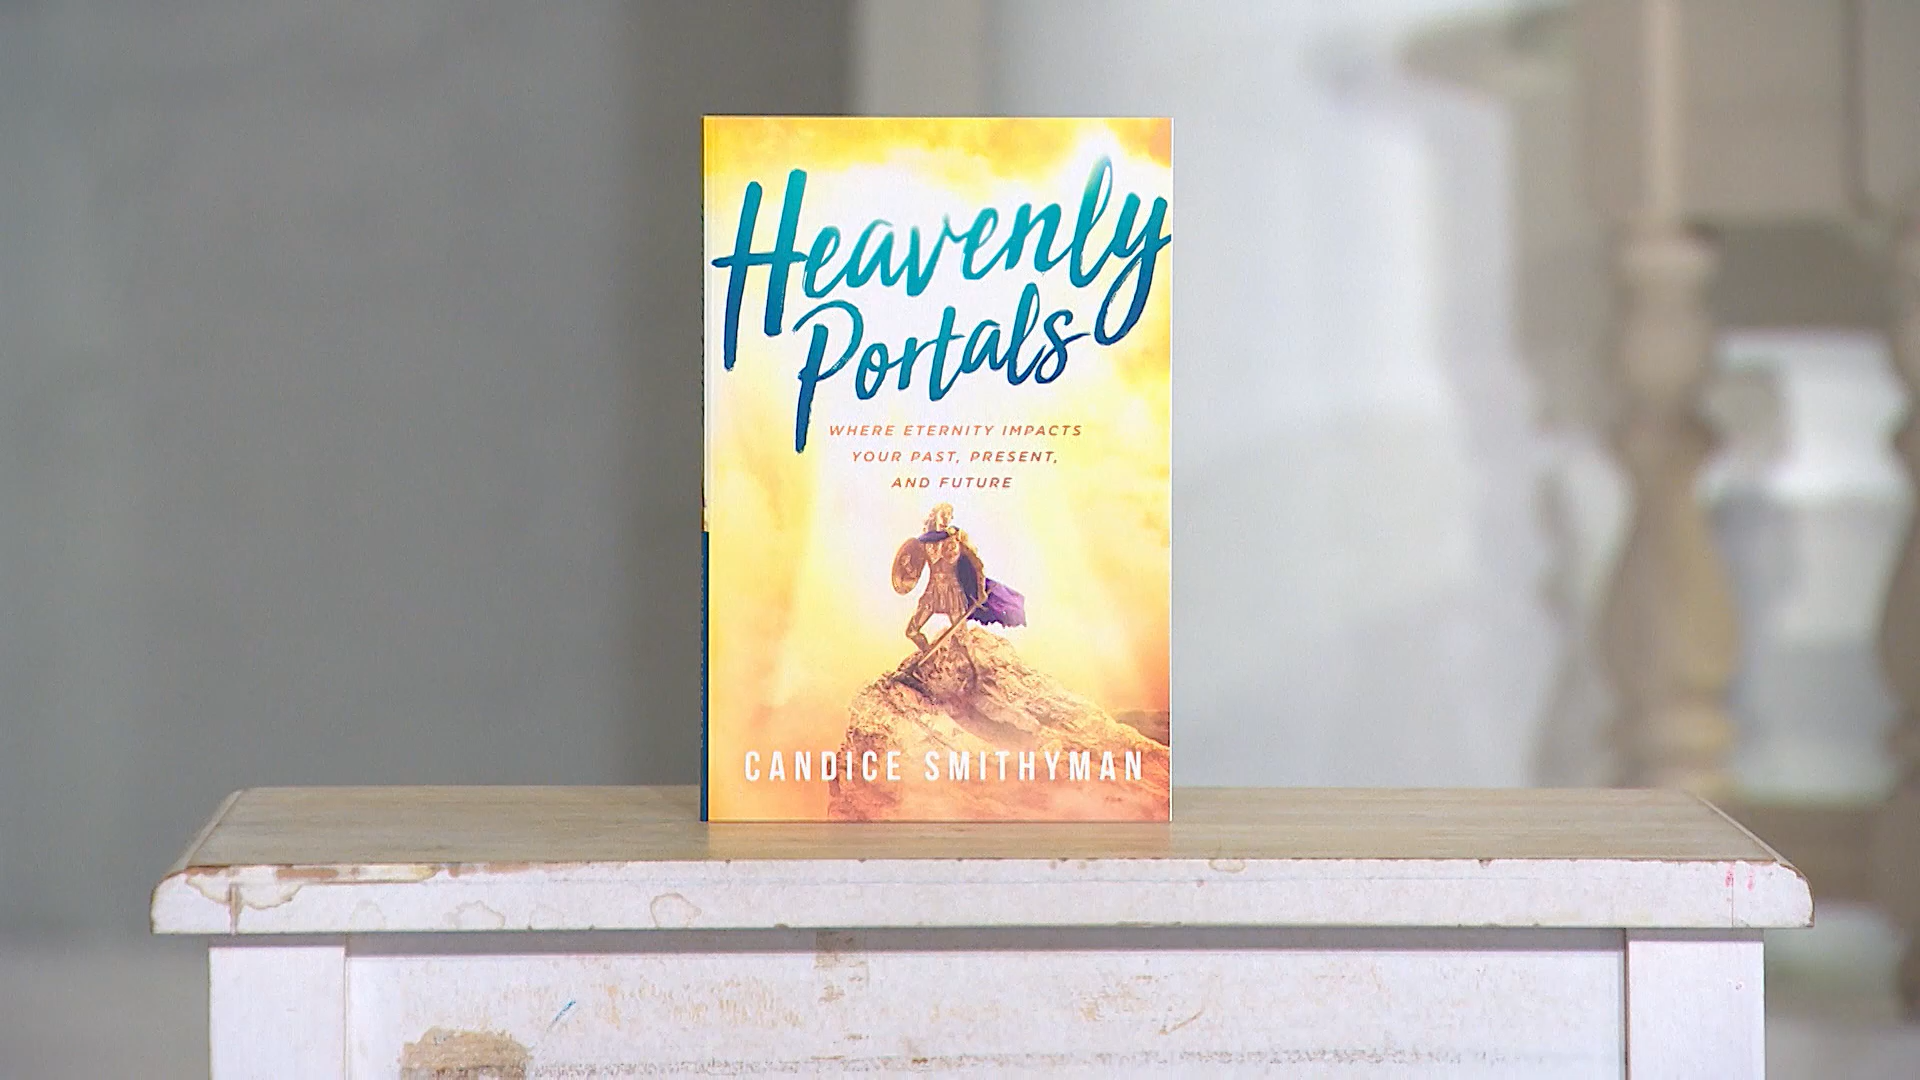 Heavenly
Portals
WHERE ETERNITY IMPACTS
YOUR PAST, PRESENT,
AND FUTURE
CANDICE SMITHYMAN